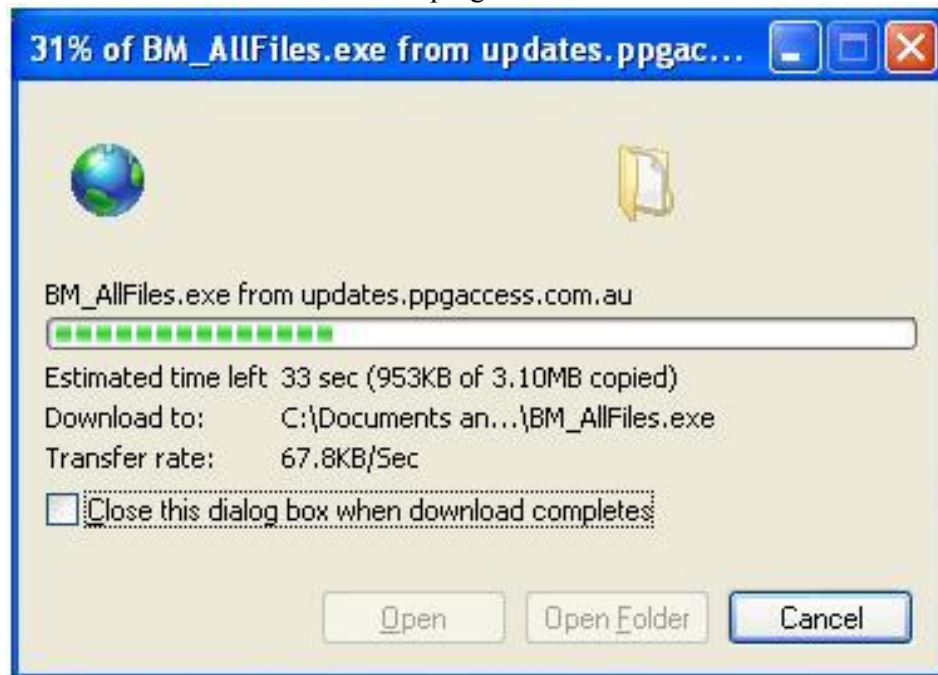 31% of BM_AllFiles.exe from updates.ppgac...
BM_AllFiles.exe from updates.ppgaccess.com.au
Estimated time left 33 sec (953KB of 3.10MB copied)
Download to: C:\Documents an...\BM_AllFiles.exe
Transfer rate: 67.8KB/Sec
Close this dialog box when download completes
Open Open Folder Cancel